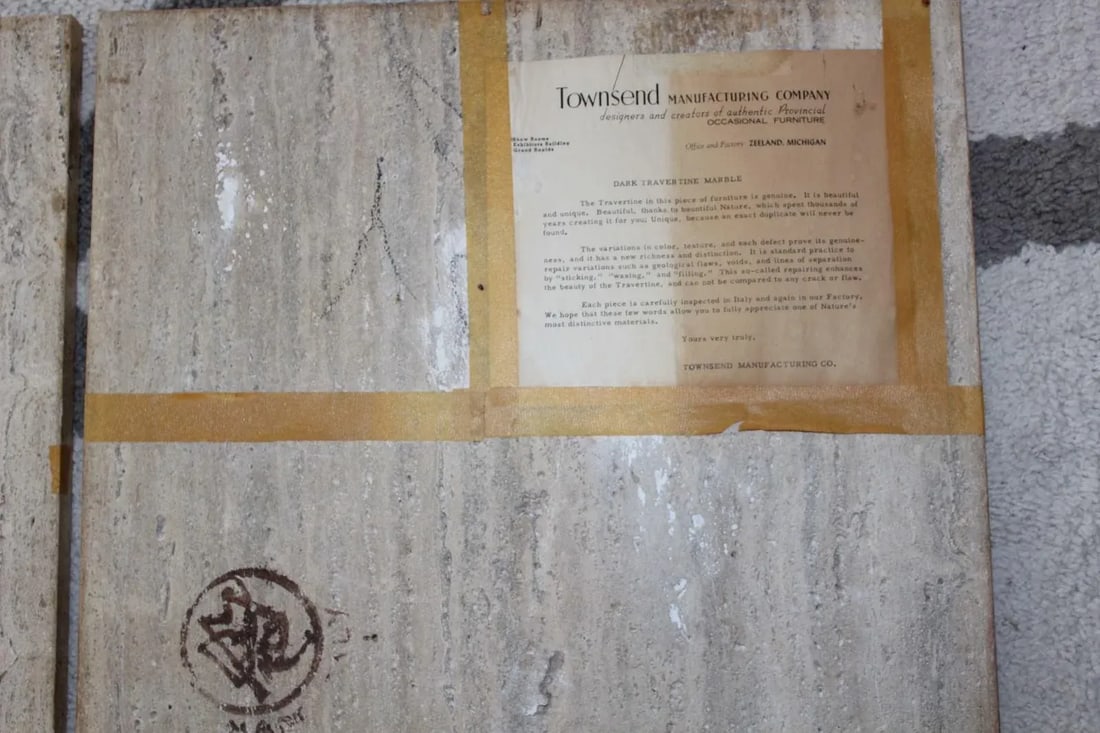 Townsend MANUFACTURING COMPANY
designers and creators of authentic Provincial
OCCASIONAL FURNITURE
Show Rooms
Exhibitors Building
Grand Rapids
Office and Factory ZEELAND, MICHIGAN
DARK TRAVERTINE MARBLE
The Travertine in this piece of furniture is genuine. It is beautiful
and unique. Beautiful, thanks to bountiful Nature, which spent thousands of
years creating it for you; Unique, because an exact duplicate will never be
found.
The variations in color, texture, and each defect prove its genuine-
ness, and it has a new richness and distinction. It is standard practice to
repair variations such as geological flaws, voids, and lines of separation
by "sticking," "waxing," and "filling." This so-called repairing enhances
the beauty of the Travertine, and can not be compared to any crack or flaw.
Each piece is carefully inspected in Italy and again in our Factory.
We hope that these few words allow you to fully appreciate one of Nature's
most distinctive materials.
Yours very truly,
TOWNSEND MANUFACTURING CO.